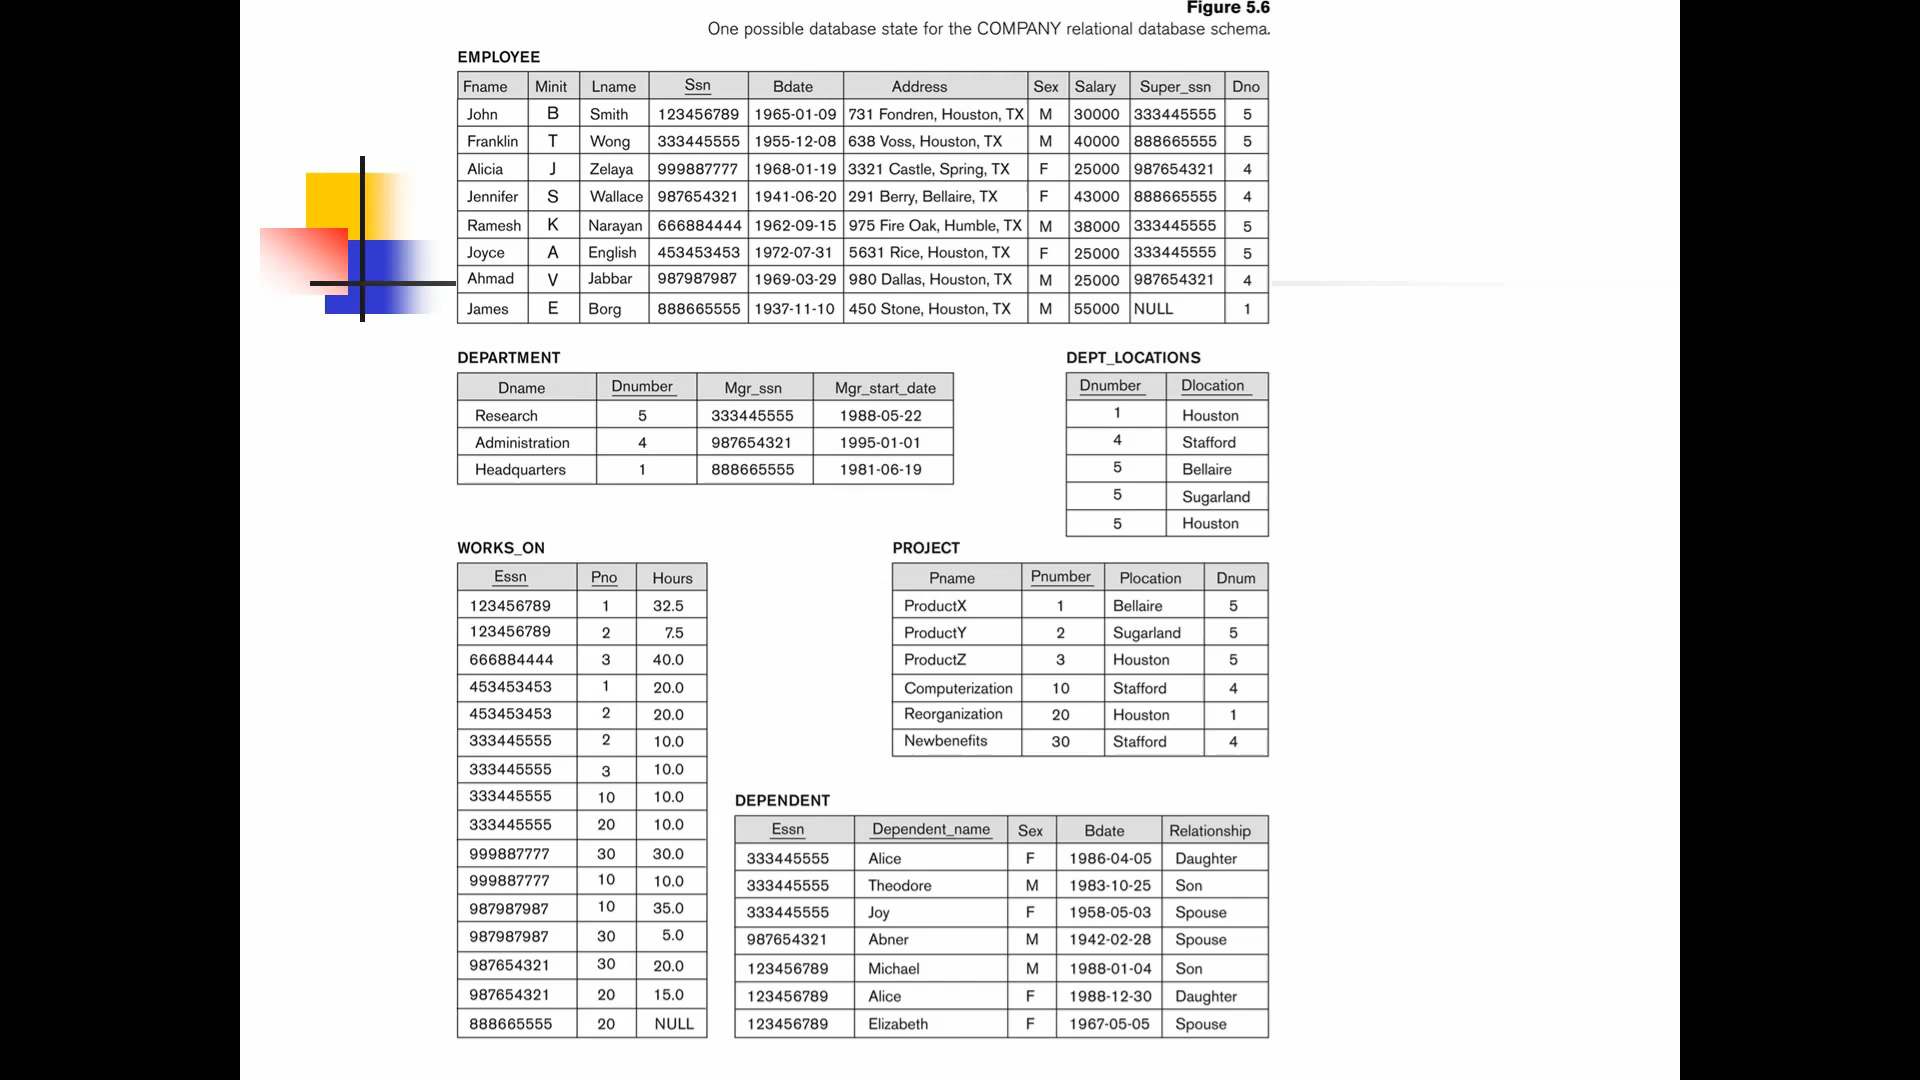 Figure 5.6
One possible database state for the COMPANY relational database schema.
EMPLOYEE
Fname Minit Lname Ssn Bdate Address Sex Salary Super_ssn Dno
John B Smith 123456789 1965-01-09 731 Fondren, Houston, TX M 30000 333445555 5
Franklin T Wong 333445555 1955-12-08 638 Voss, Houston, TX M 40000 888665555 5
Alicia J Zelaya 999887777 1968-01-19 3321 Castle, Spring, TX F 25000 987654321 4
Jennifer S Wallace 987654321 1941-06-20 291 Berry, Bellaire, TX F 43000 888665555 4
Ramesh K Narayan 666884444 1962-09-15 975 Fire Oak, Humble, TX M 38000 333445555 5
Joyce A English 453453453 1972-07-31 5631 Rice, Houston, TX F 25000 333445555 5
Ahmad V Jabbar 987987987 1969-03-29 980 Dallas, Houston, TX M 25000 987654321 4
James E Borg 888665555 1937-11-10 450 Stone, Houston, TX M 55000 NULL 1
DEPARTMENT
Dname Dnumber Mgr_ssn Mgr_start_date
Research 5 333445555 1988-05-22
Administration 4 987654321 1995-01-01
Headquarters 1 888665555 1981-06-19
DEPT_LOCATIONS
Dnumber Dlocation
1 Houston
4 Stafford
5 Bellaire
5 Sugarland
5 Houston
WORKS_ON
Essn Pno Hours
123456789 1 32.5
123456789 2 7.5
666884444 3 40.0
453453453 1 20.0
453453453 2 20.0
333445555 2 10.0
333445555 3 10.0
333445555 10 10.0
333445555 20 10.0
999887777 30 30.0
999887777 10 10.0
987987987 10 35.0
987987987 30 5.0
987654321 30 20.0
987654321 20 15.0
888665555 20 NULL
PROJECT
Pname Pnumber Plocation Dnum
ProductX 1 Bellaire 5
ProductY 2 Sugarland 5
ProductZ 3 Houston 5
Computerization 10 Stafford 4
Reorganization 20 Houston 1
Newbenefits 30 Stafford 4
DEPENDENT
Essn Dependent_name Sex Bdate Relationship
333445555 Alice F 1986-04-05 Daughter
333445555 Theodore M 1983-10-25 Son
333445555 Joy F 1958-05-03 Spouse
987654321 Abner M 1942-02-28 Spouse
123456789 Michael M 1988-01-04 Son
123456789 Alice F 1988-12-30 Daughter
123456789 Elizabeth F 1967-05-05 Spouse